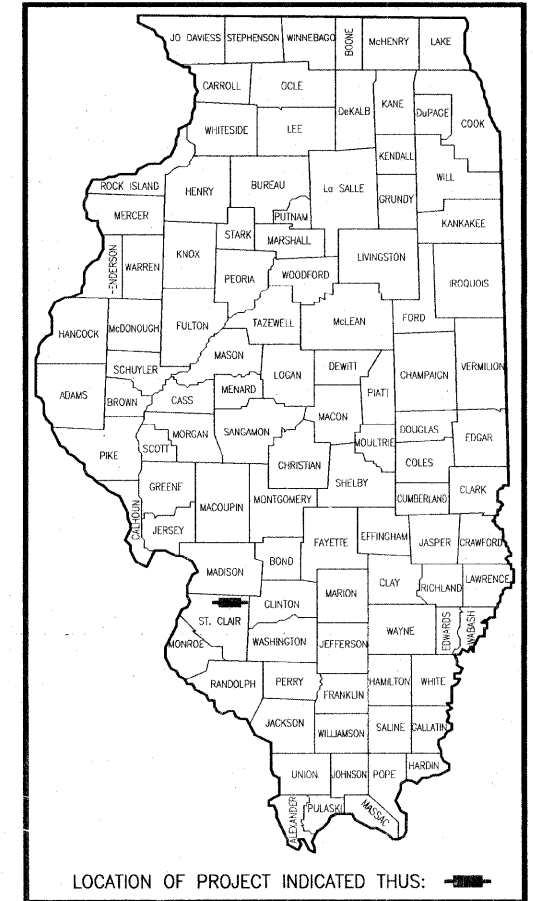 JO DAVIESS STEPHENSON WINNEBAGO BOONE McHENRY LAKE
CARROLL OGLE DeKALB KANE DuPAGE COOK
WHITESIDE LEE KENDALL WILL
ROCK ISLAND HENRY BUREAU La SALLE GRUNDY
MERCER PUTNAM KANKAKEE
HENDERSON WARREN KNOX STARK MARSHALL LIVINGSTON
PEORIA WOODFORD IROQUOIS
HANCOCK McDONOUGH FULTON TAZEWELL McLEAN FORD
MASON
SCHUYLER LOGAN DEWITT CHAMPAIGN VERMILION
ADAMS BROWN CASS MENARD PIATT
MACON
MORGAN SANGAMON DOUGLAS EDGAR
PIKE SCOTT CHRISTIAN MOULTRIE COLES
GREENE SHELBY
CALHOUN MACOUPIN MONTGOMERY CUMBERLAND CLARK
JERSEY FAYETTE EFFINGHAM JASPER CRAWFORD
MADISON BOND
MARION CLAY RICHLAND LAWRENCE
ST. CLAIR CLINTON
MONROE WASHINGTON JEFFERSON WAYNE EDWARDS WABASH
RANDOLPH PERRY HAMILTON WHITE
FRANKLIN
JACKSON WILLIAMSON SALINE GALLATIN
UNION JOHNSON POPE HARDIN
ALEXANDER PULASKI MASSAC
LOCATION OF PROJECT INDICATED THUS: